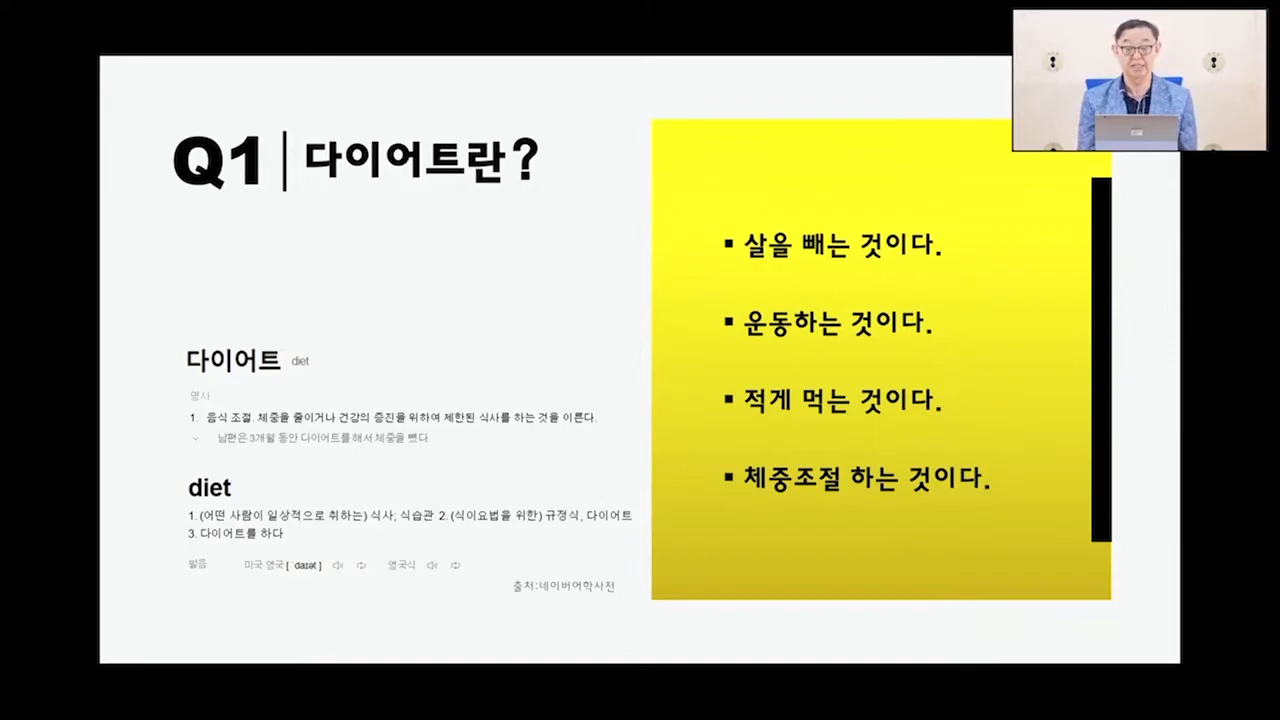 Q1 다이어트란?
다이어트 diet
명사
1. 음식 조절. 체중을 줄이거나 건강의 증진을 위하여 제한된 식사를 하는 것을 이른다.
남편은 3개월 동안 다이어트를 해서 체중을 뺐다.
diet
1. (어떤 사람이 일상적으로 취하는) 식사; 식습관 2. (식이요법을 위한) 규정식, 다이어트
3. 다이어트를 하다
발음 미국 영국 [ˈdaɪət] 영국식
출처:네이버어학사전
▪ 살을 빼는 것이다.
▪ 운동하는 것이다.
▪ 적게 먹는 것이다.
▪ 체중조절 하는 것이다.